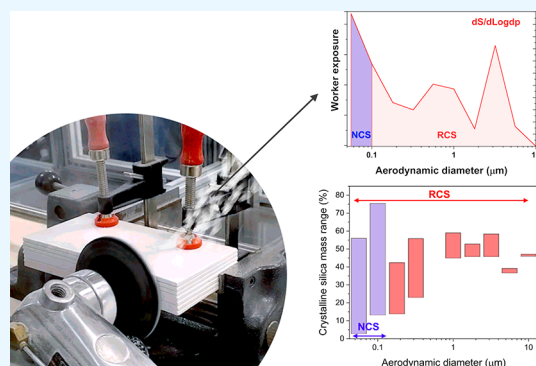 dS/dLogdp
Worker exposure
NCS
RCS
0.1
1
Aerodynamic diameter (μm)
Crystalline silica mass range (%)
80
70
60
50
40
30
20
10
0
RCS
NCS
0.1
1
10
Aerodynamic diameter (μm)